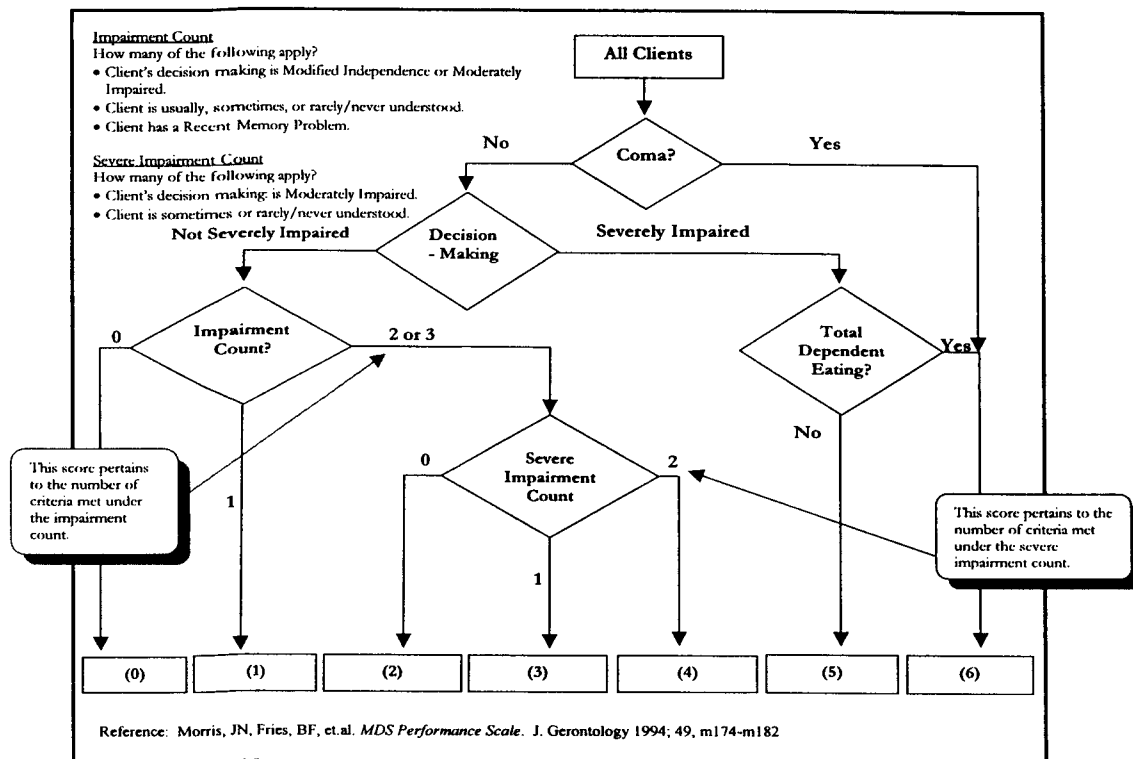 Impairment Count
How many of the following apply?
• Client's decision making is Modified Independence or Moderately
Impaired.
• Client is usually, sometimes, or rarely/never understood.
• Client has a Recent Memory Problem.
Severe Impairment Count
How many of the following apply?
• Client's decision making: is Moderately Impaired.
• Client is sometimes or rarely/never understood.
All Clients
Coma?
No
Yes
Decision
- Making
Not Severely Impaired
Severely Impaired
Impairment
Count?
0
2 or 3
1
Total
Dependent
Eating?
Yes
No
Severe
Impairment
Count
0
2
1
This score pertains
to the number of
criteria met under
the impairment
count.
This score pertains to the
number of criteria met
under the severe
impairment count.
(0)
(1)
(2)
(3)
(4)
(5)
(6)
Reference: Morris, JN, Fries, BF, et.al. MDS Performance Scale. J. Gerontology 1994; 49, m174-m182